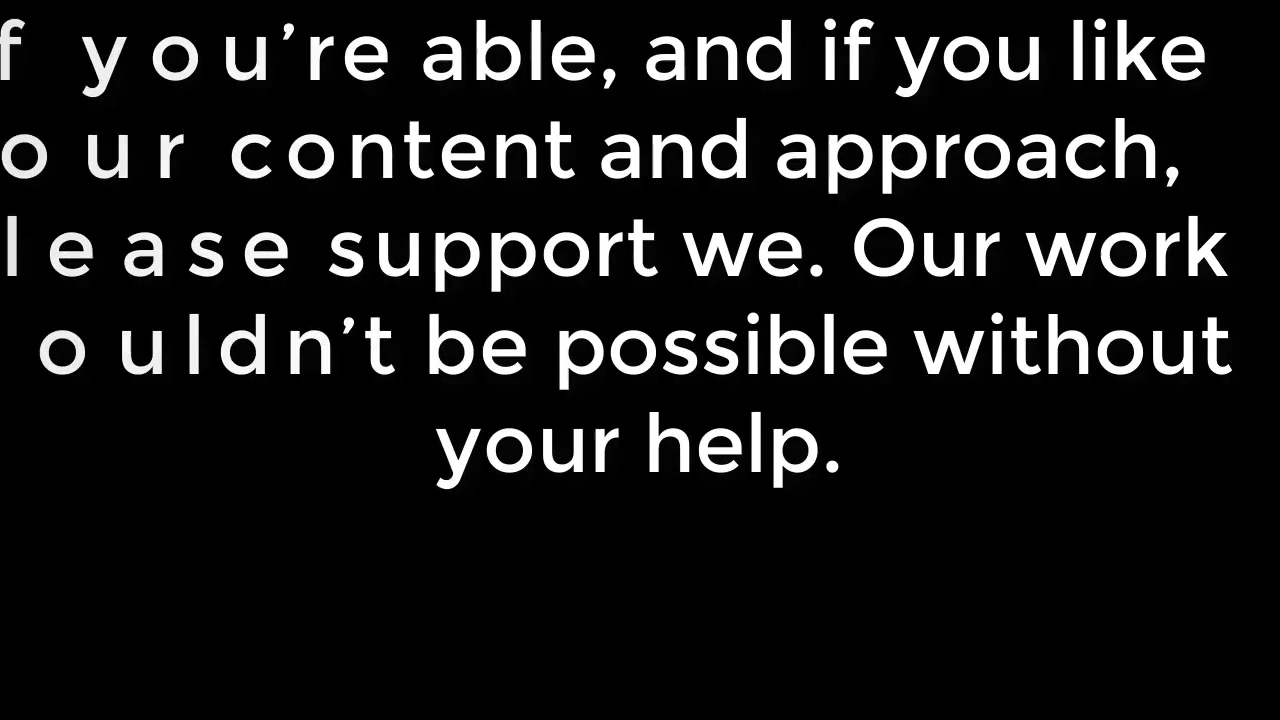 f you’re able, and if you like
our content and approach,
lease support we. Our work
ouldn’t be possible without
your help.